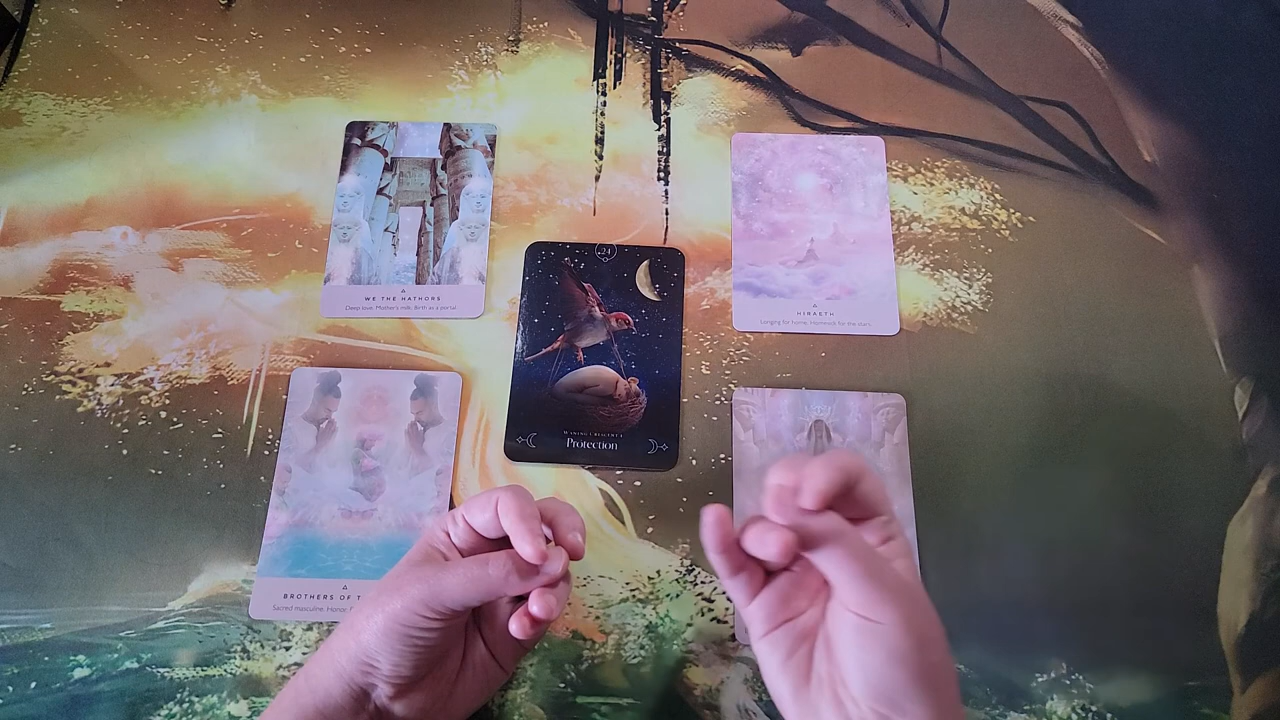 WE THE HATHORS
Deep love. Mother's milk. Birth as a portal.
HIRAETH
Longing for home. Homesick for the stars.
24
WANING CRESCENT
Protection
BROTHERS OF
Sacred masculine. Honor.